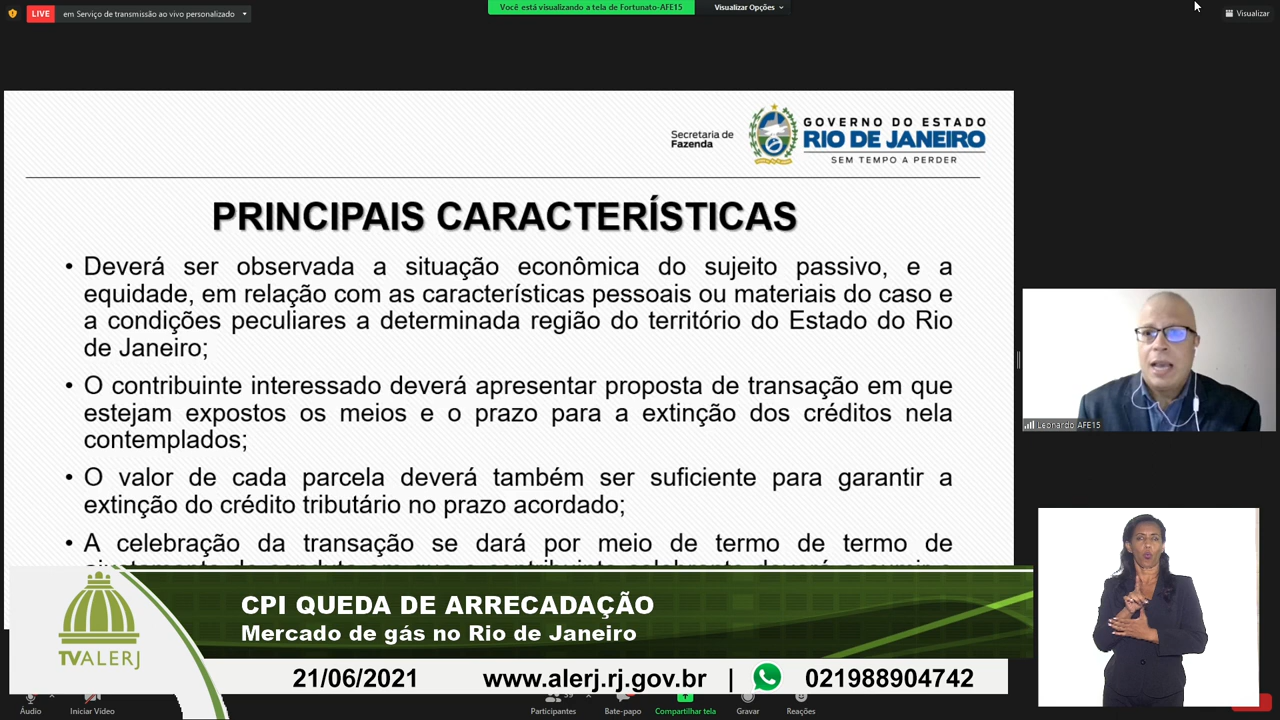 LIVE em Serviço de transmissão ao vivo personalizado
Você está visualizando a tela de Fortunato-AFE15
Visualizar Opções
Visualizar
Secretaria de
Fazenda
GOVERNO DO ESTADO
RIO DE JANEIRO
SEM TEMPO A PERDER
PRINCIPAIS CARACTERÍSTICAS
• Deverá ser observada a situação econômica do sujeito passivo, e a
equidade, em relação com as características pessoais ou materiais do caso e
a condições peculiares a determinada região do território do Estado do Rio
de Janeiro;
• O contribuinte interessado deverá apresentar proposta de transação em que
estejam expostos os meios e o prazo para a extinção dos créditos nela
contemplados;
• O valor de cada parcela deverá também ser suficiente para garantir a
extinção do crédito tributário no prazo acordado;
• A celebração da transação se dará por meio de termo de termo de
Leonardo AFE15
CPI QUEDA DE ARRECADAÇÃO
Mercado de gás no Rio de Janeiro
TVALERJ
21/06/2021 www.alerj.rj.gov.br | 021988904742
Áudio
Iniciar Vídeo
Participantes
Bate-papo
Compartilhar tela
Gravar
Reações